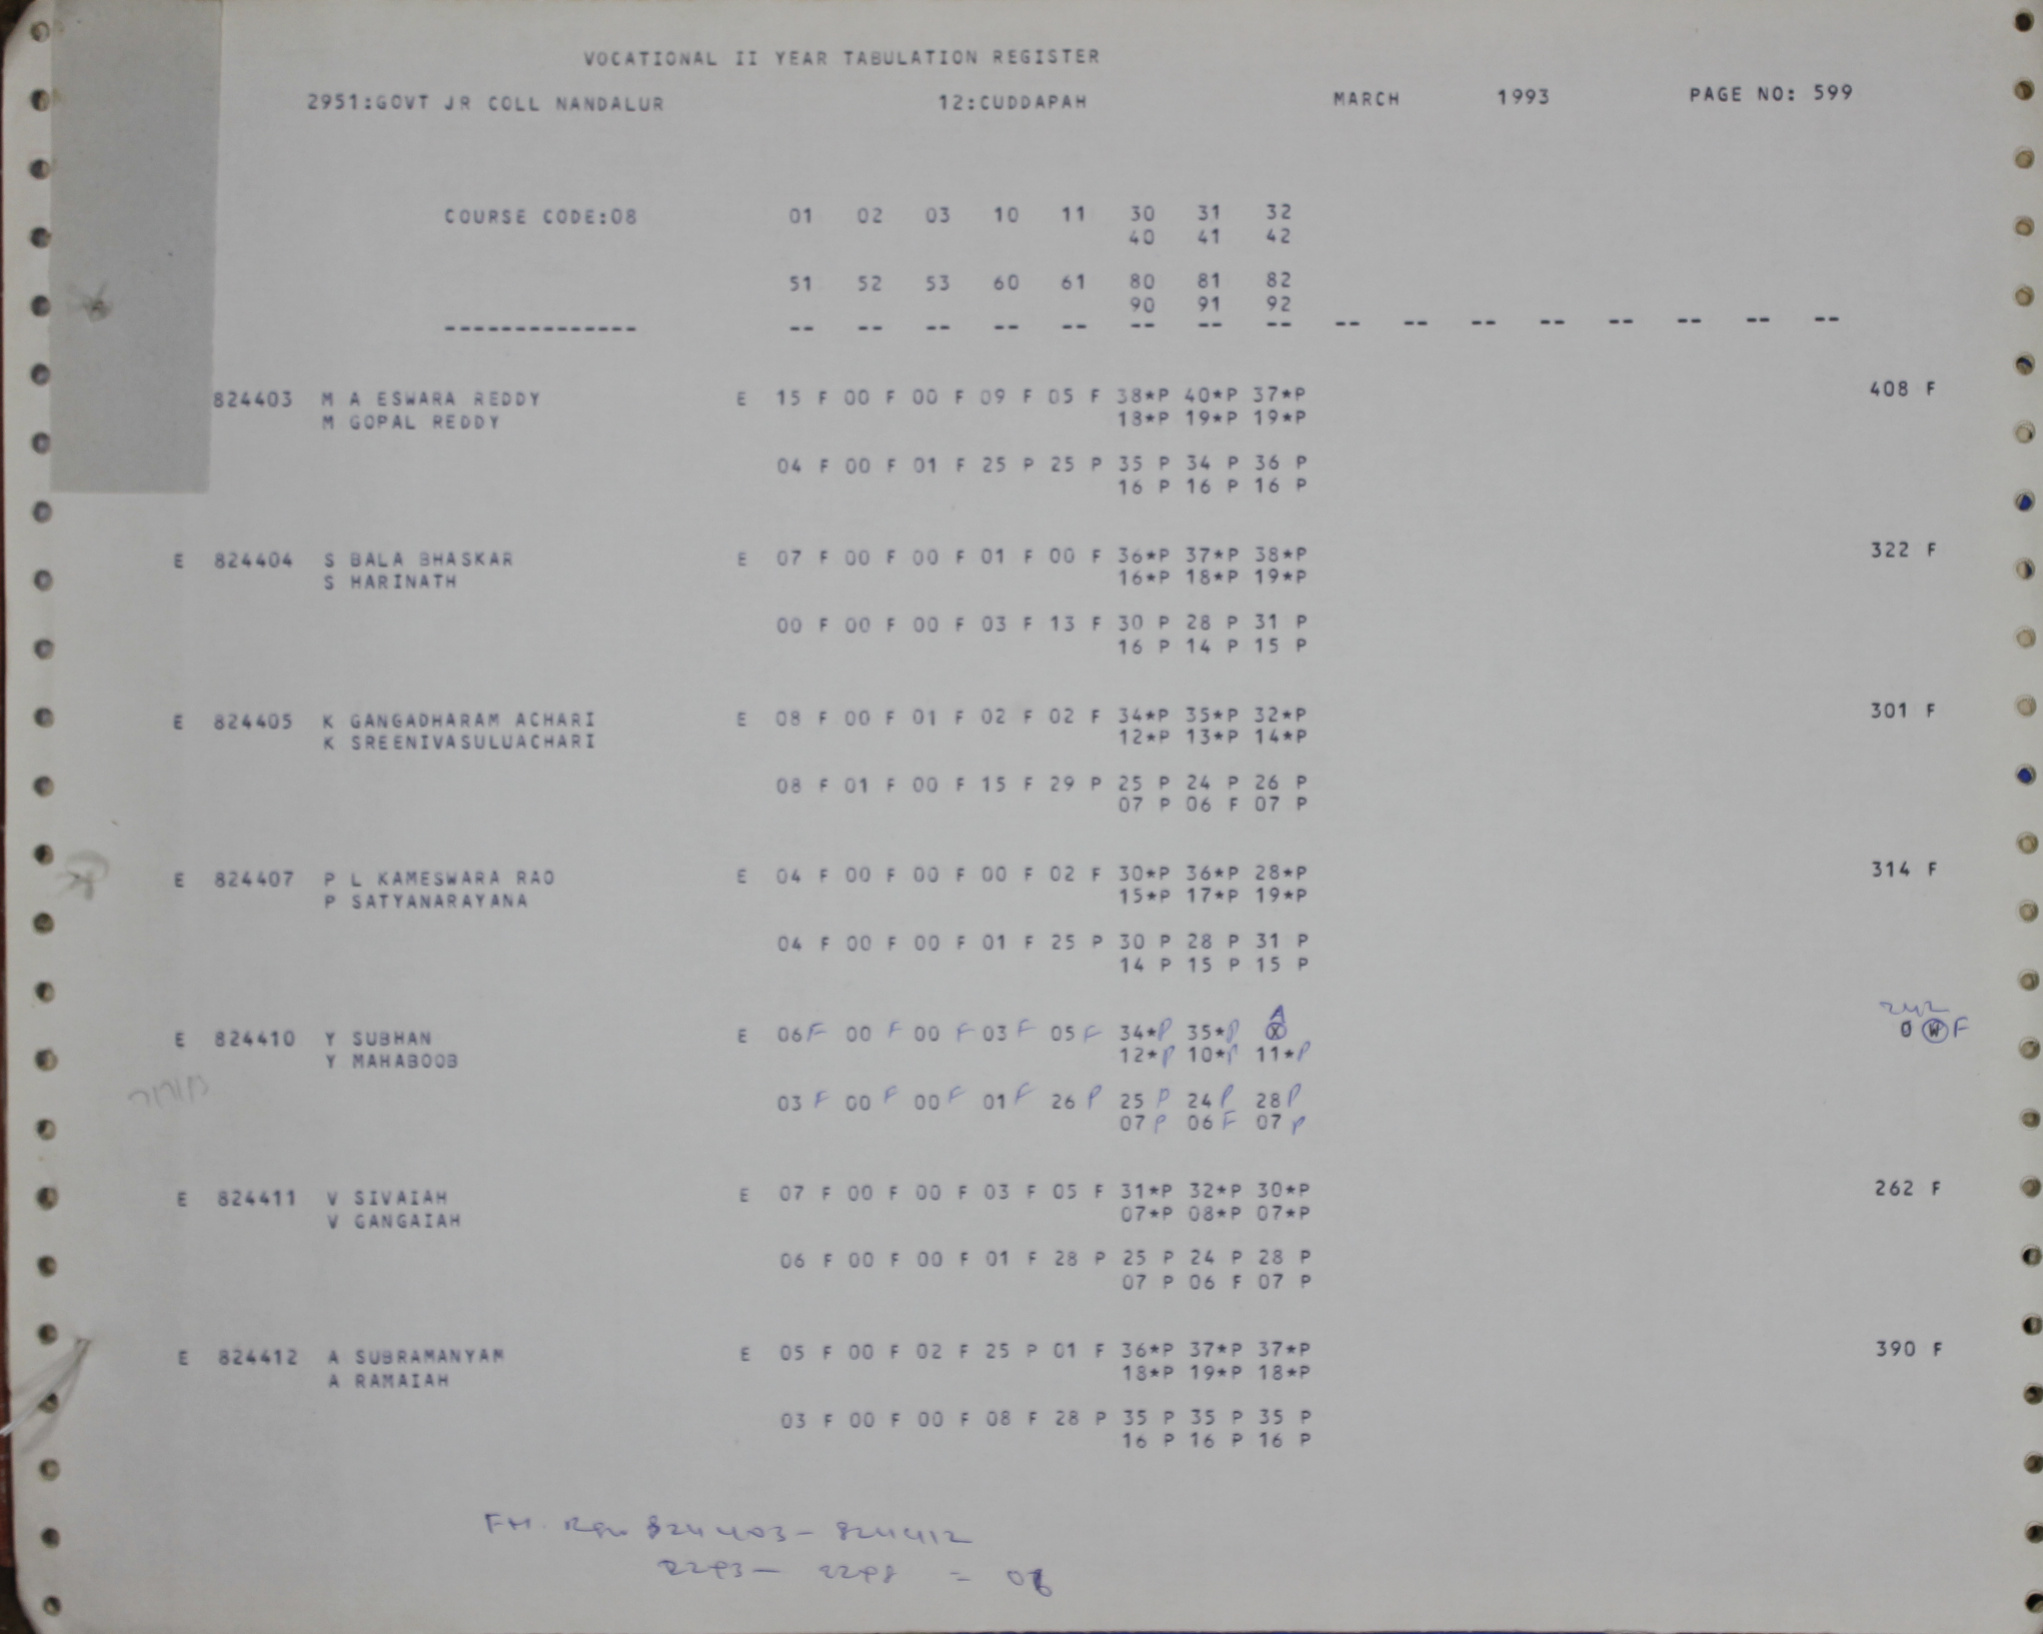 VOCATIONAL II YEAR TABULATION REGISTER
2951:GOVT JR COLL NANDALUR 12:CUDDAPAH MARCH 1993 PAGE NO: 599
COURSE CODE:08 01 02 03 10 11 30 31 32
40 41 42
51 52 53 60 61 80 81 82
90 91 92
-------------- -- -- -- -- -- -- -- -- -- -- -- -- -- -- -- --
824403 M A ESWARA REDDY E 15 F 00 F 00 F 09 F 05 F 38*P 40*P 37*P 408 F
M GOPAL REDDY 18*P 19*P 19*P
04 F 00 F 01 F 25 P 25 P 35 P 34 P 36 P
16 P 16 P 16 P
E 824404 S BALA BHASKAR E 07 F 00 F 00 F 01 F 00 F 36*P 37*P 38*P 322 F
S HARINATH 16*P 18*P 19*P
00 F 00 F 00 F 03 F 13 F 30 P 28 P 31 P
16 P 14 P 15 P
E 824405 K GANGADHARAM ACHARI E 08 F 00 F 01 F 02 F 02 F 34*P 35*P 32*P 301 F
K SREENIVASULUACHARI 12*P 13*P 14*P
08 F 01 F 00 F 15 F 29 P 25 P 24 P 26 P
07 P 06 F 07 P
E 824407 P L KAMESWARA RAO E 04 F 00 F 00 F 00 F 02 F 30*P 36*P 28*P 314 F
P SATYANARAYANA 15*P 17*P 19*P
04 F 00 F 00 F 01 F 25 P 30 P 28 P 31 P
14 P 15 P 15 P
A 242
E 824410 Y SUBHAN E 06 F 00 F 00 F 03 F 05 F 34*P 35*P X 0 W F
Y MAHABOOB 12*P 10*P 11*P
03 F 00 F 00 F 01 F 26 P 25 P 24 P 28 P
07 P 06 F 07 P
E 824411 V SIVAIAH E 07 F 00 F 00 F 03 F 05 F 31*P 32*P 30*P 262 F
V GANGAIAH 07*P 08*P 07*P
06 F 00 F 00 F 01 F 28 P 25 P 24 P 28 P
07 P 06 F 07 P
E 824412 A SUBRAMANYAM E 05 F 00 F 02 F 25 P 01 F 36*P 37*P 37*P 390 F
A RAMAIAH 18*P 19*P 18*P
03 F 00 F 00 F 08 F 28 P 35 P 35 P 35 P
16 P 16 P 16 P
824403 - 824412
= 06